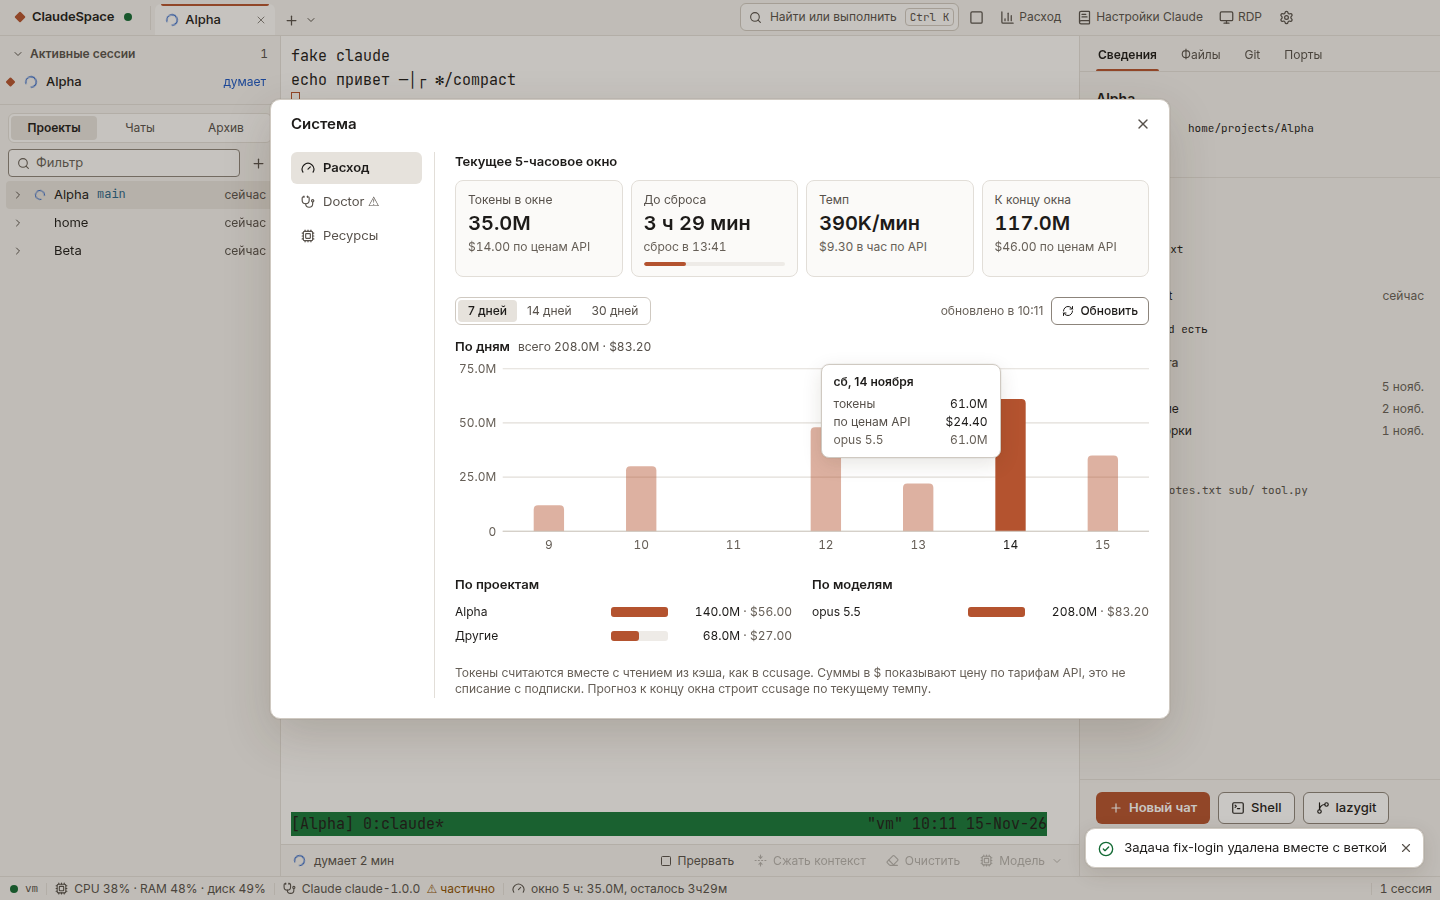 ClaudeSpace
Alpha
Найти или выполнить Ctrl K
Расход
Настройки Claude
RDP
Активные сессии 1
Alpha думает
Проекты Чаты Архив
Фильтр
Alpha main сейчас
home сейчас
Beta сейчас
fake claude
echo привет —│┌ ✻/compact
Сведения Файлы Git Порты
home/projects/Alpha
сейчас
есть
5 нояб.
2 нояб.
1 нояб.
sub/ tool.py
Система
Расход
Doctor ⚠
Ресурсы
Текущее 5-часовое окно
Токены в окне
35.0M
$14.00 по ценам API
До сброса
3 ч 29 мин
сброс в 13:41
Темп
390K/мин
$9.30 в час по API
К концу окна
117.0M
$46.00 по ценам API
7 дней 14 дней 30 дней
обновлено в 10:11 Обновить
По дням всего 208.0M · $83.20
75.0M
50.0M
25.0M
0
9 10 11 12 13 14 15
сб, 14 ноября
токены 61.0M
по ценам API $24.40
opus 5.5 61.0M
По проектам
Alpha 140.0M · $56.00
Другие 68.0M · $27.00
По моделям
opus 5.5 208.0M · $83.20
Токены считаются вместе с чтением из кэша, как в ccusage. Суммы в $ показывают цену по тарифам API, это не
списание с подписки. Прогноз к концу окна строит ccusage по текущему темпу.
[Alpha] 0:claude* "vm" 10:11 15-Nov-26
думает 2 мин
Прервать
Сжать контекст
Очистить
Модель
Новый чат
Shell
lazygit
Задача fix-login удалена вместе с веткой
vm
CPU 38% · RAM 48% · диск 49%
Claude claude-1.0.0 ⚠ частично
окно 5 ч: 35.0M, осталось 3ч29м
1 сессия